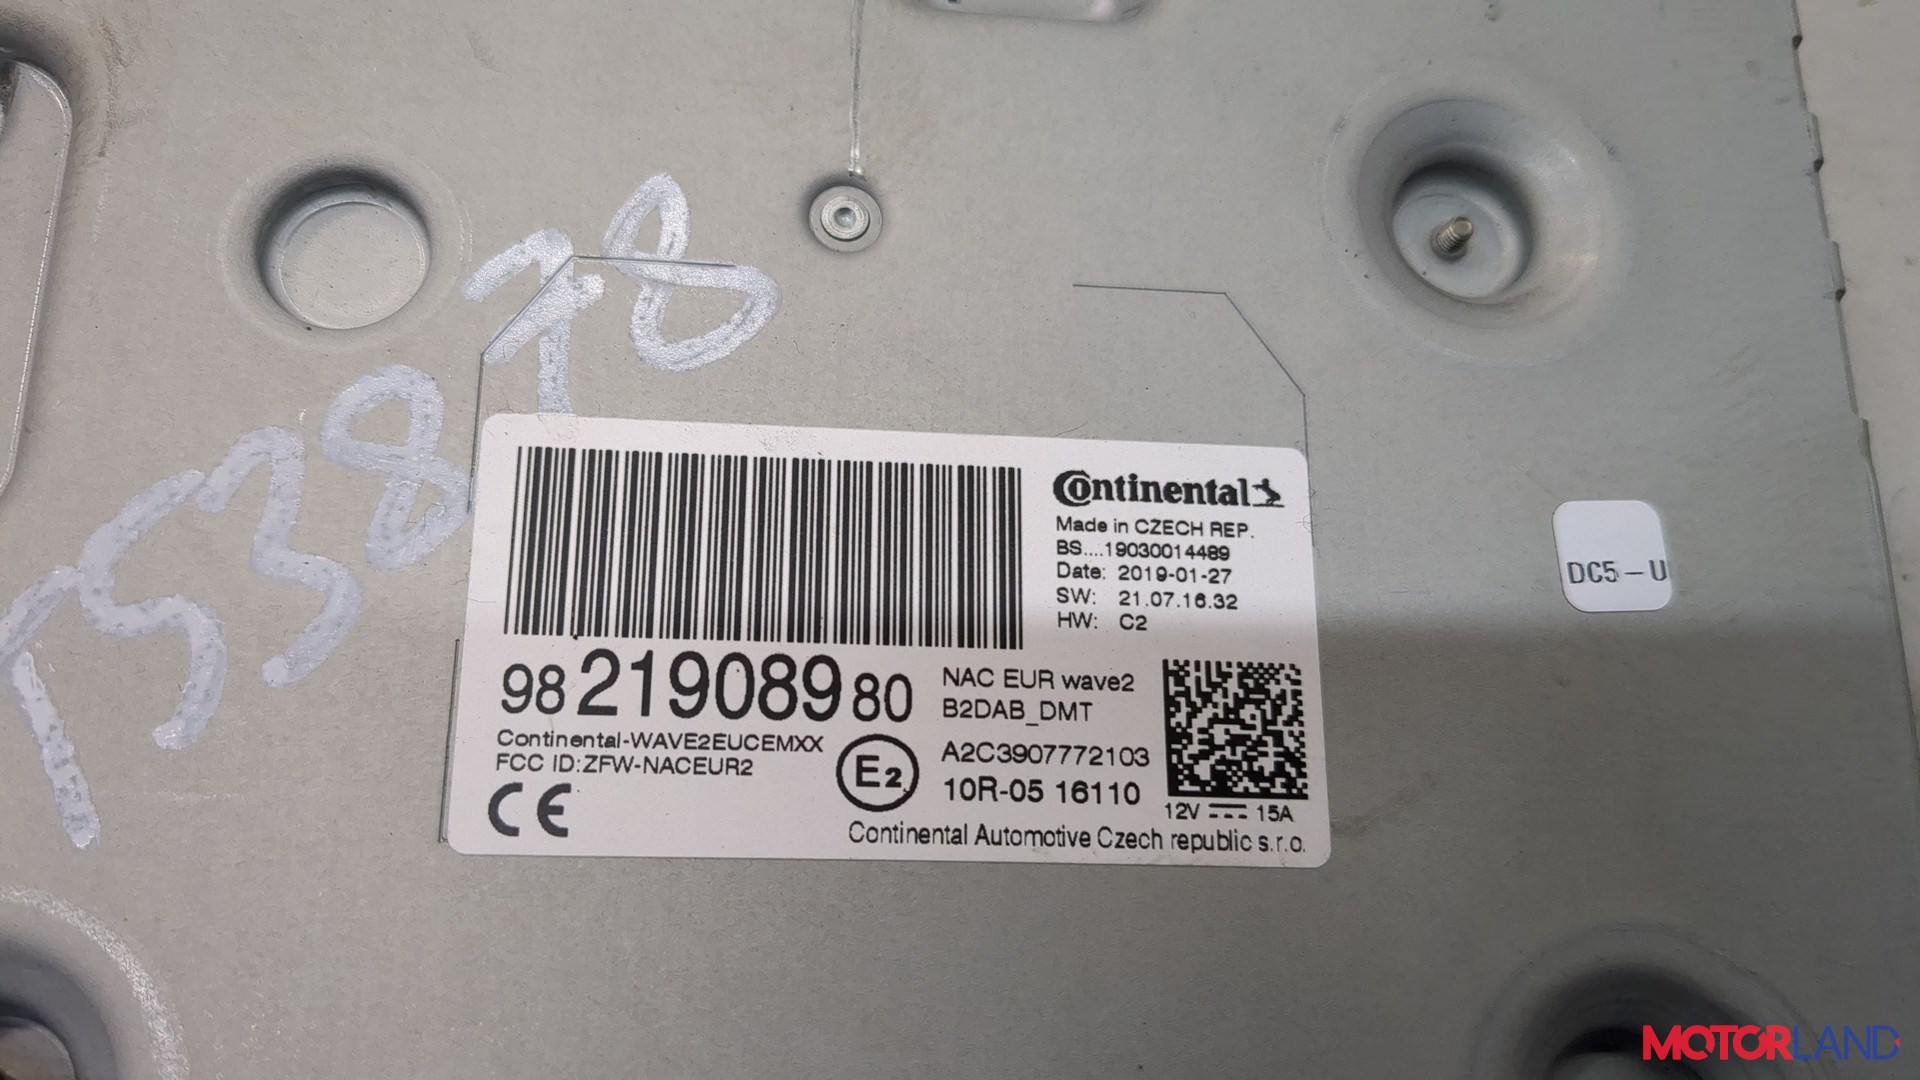 153878
Continental
Made in CZECH REP.
BS....19030014489
Date: 2019-01-27
SW: 21.07.16.32
HW: C2
98 219089 80
NAC EUR wave2
B2DAB_DMT
Continental-WAVE2EUCEMXX
FCC ID:ZFW-NACEUR2
CE
E2
A2C3907772103
10R-05 16110
12V 15A
Continental Automotive Czech republic s.r.o.
DC5-U
MOTORLAND